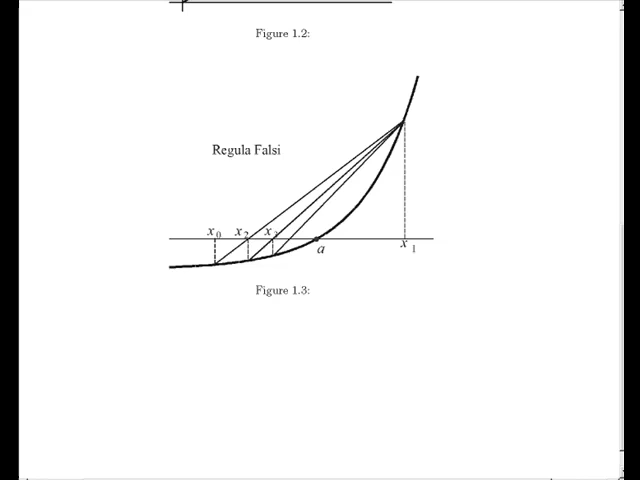 Figure 1.2:
Regula Falsi
x₀ x₂ x₃
a x₁
Figure 1.3: